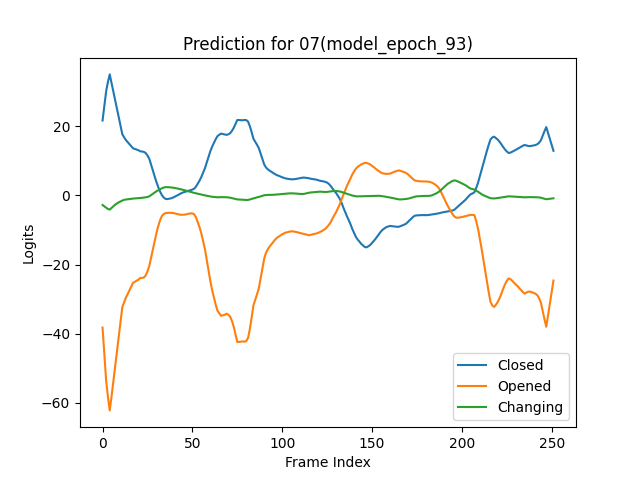 Prediction for 07(model_epoch_93)
Logits
20
0
−20
−40
−60
Closed
Opened
Changing
0 50 100 150 200 250
Frame Index